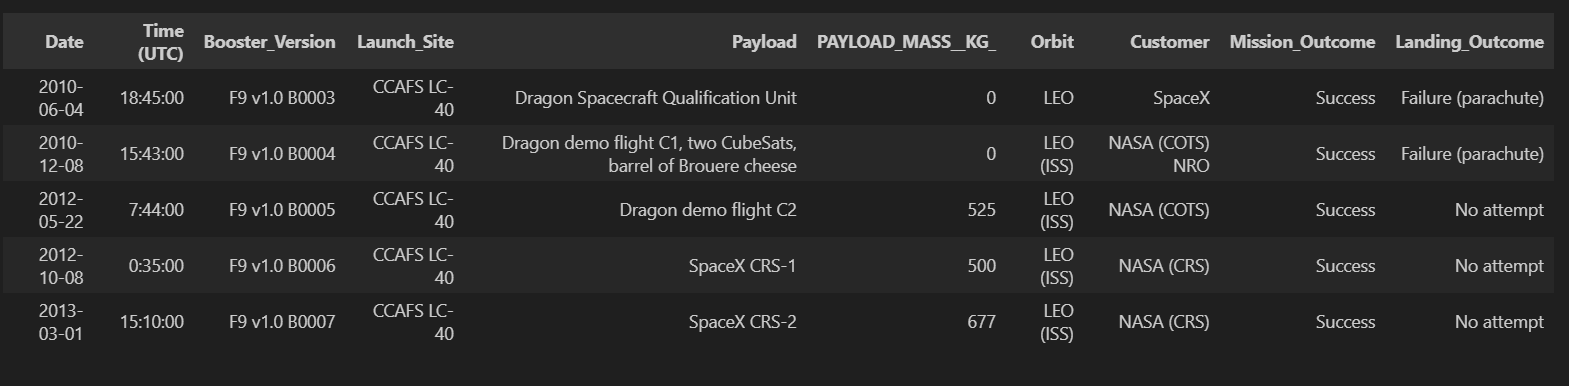 Date Time (UTC) Booster_Version Launch_Site Payload PAYLOAD_MASS__KG_ Orbit Customer Mission_Outcome Landing_Outcome
2010-06-04 18:45:00 F9 v1.0 B0003 CCAFS LC-40 Dragon Spacecraft Qualification Unit 0 LEO SpaceX Success Failure (parachute)
2010-12-08 15:43:00 F9 v1.0 B0004 CCAFS LC-40 Dragon demo flight C1, two CubeSats, barrel of Brouere cheese 0 LEO (ISS) NASA (COTS) NRO Success Failure (parachute)
2012-05-22 7:44:00 F9 v1.0 B0005 CCAFS LC-40 Dragon demo flight C2 525 LEO (ISS) NASA (COTS) Success No attempt
2012-10-08 0:35:00 F9 v1.0 B0006 CCAFS LC-40 SpaceX CRS-1 500 LEO (ISS) NASA (CRS) Success No attempt
2013-03-01 15:10:00 F9 v1.0 B0007 CCAFS LC-40 SpaceX CRS-2 677 LEO (ISS) NASA (CRS) Success No attempt